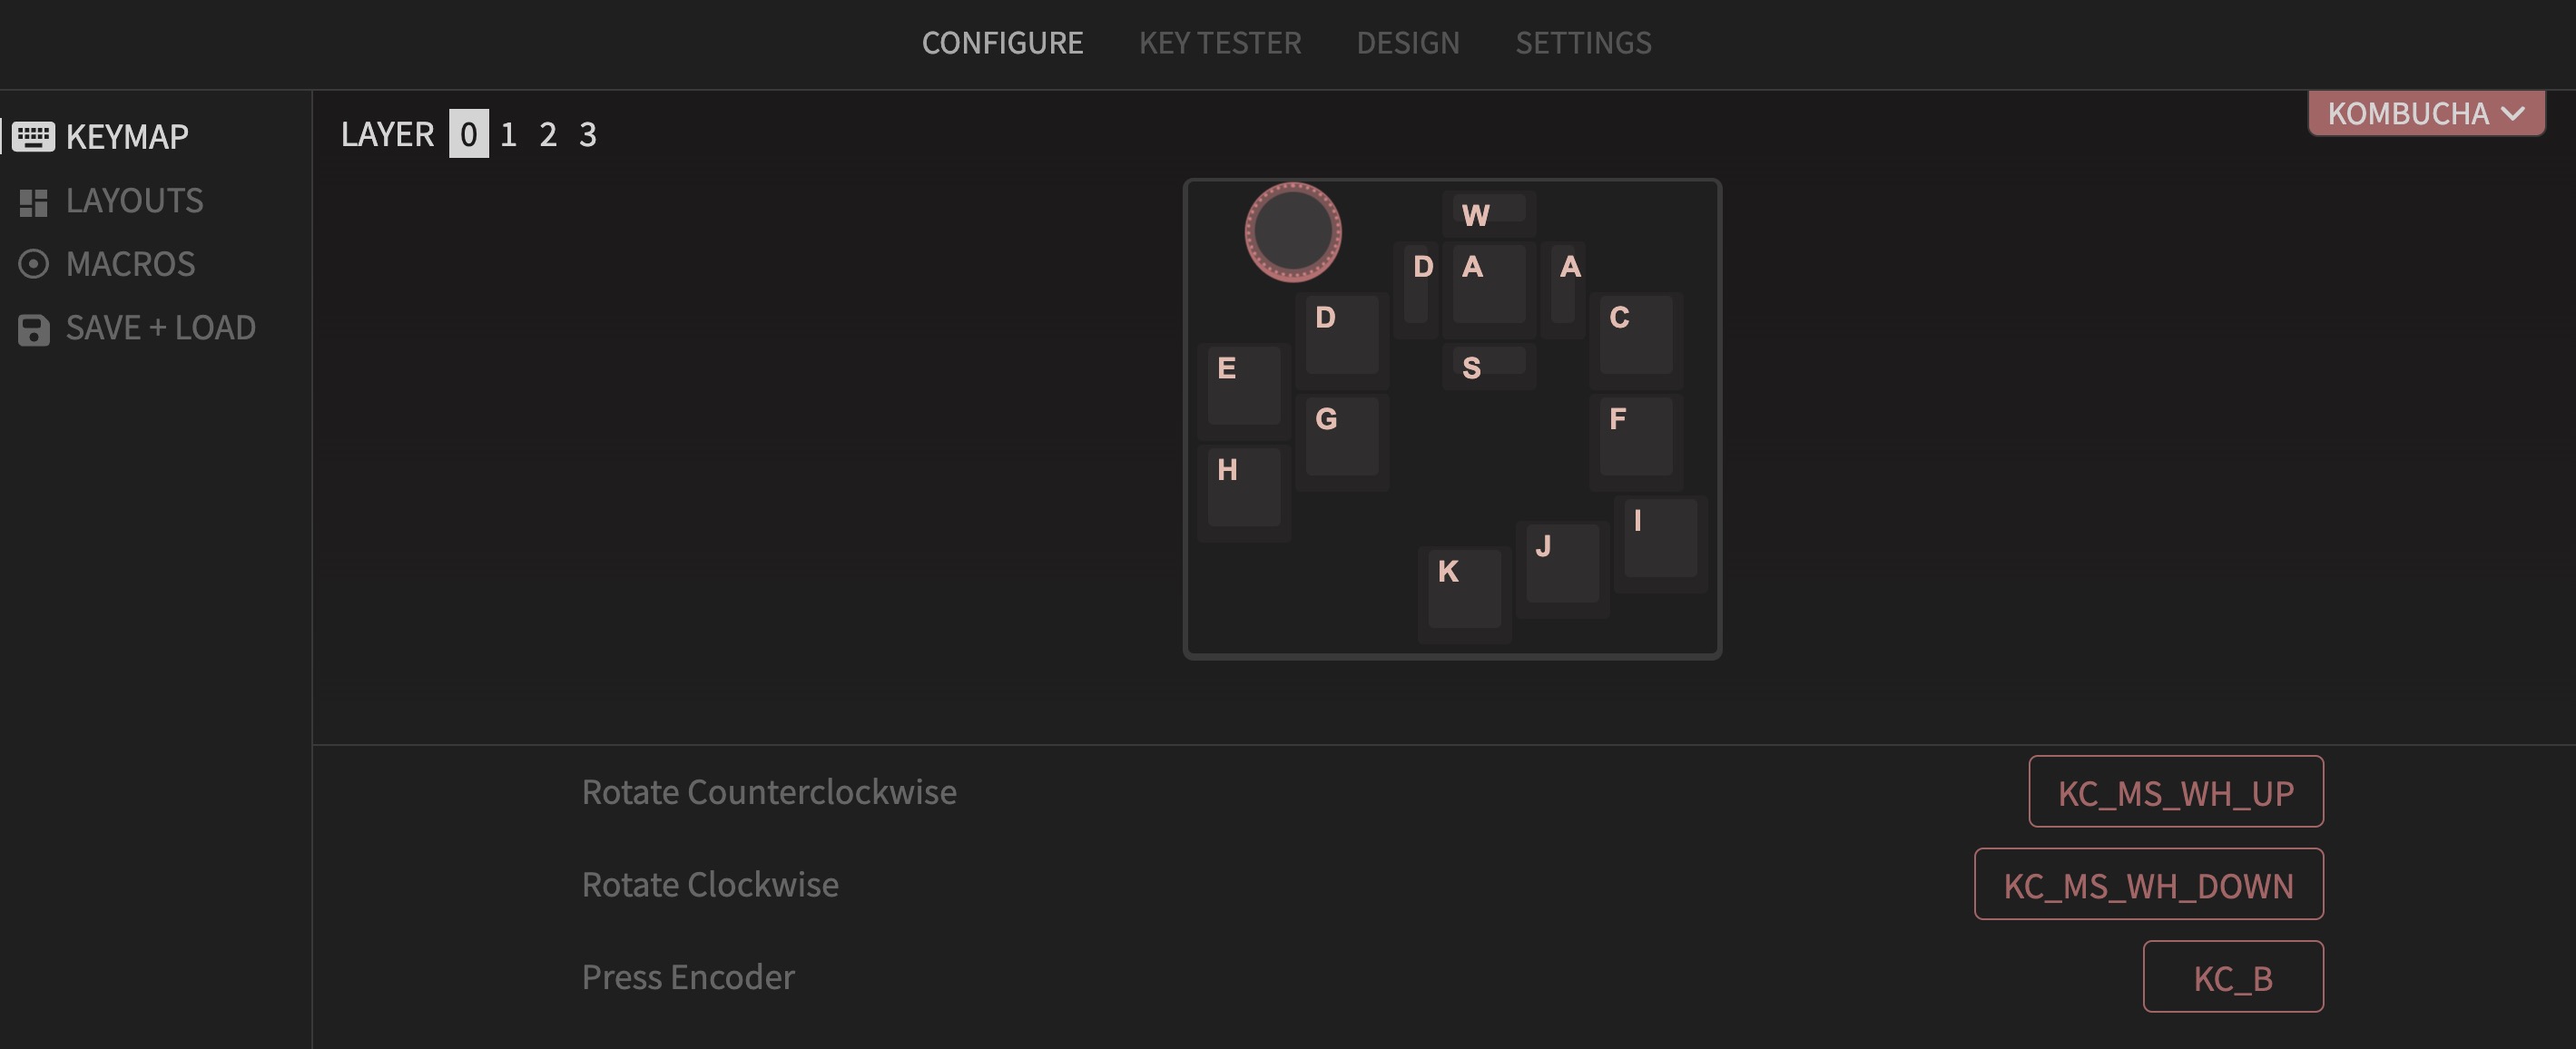 CONFIGURE KEY TESTER DESIGN SETTINGS
KEYMAP
LAYOUTS
MACROS
SAVE + LOAD
LAYER 0 1 2 3
KOMBUCHA
W
D A A
D C
E S
G F
H
I
J
K
Rotate Counterclockwise KC_MS_WH_UP
Rotate Clockwise KC_MS_WH_DOWN
Press Encoder KC_B